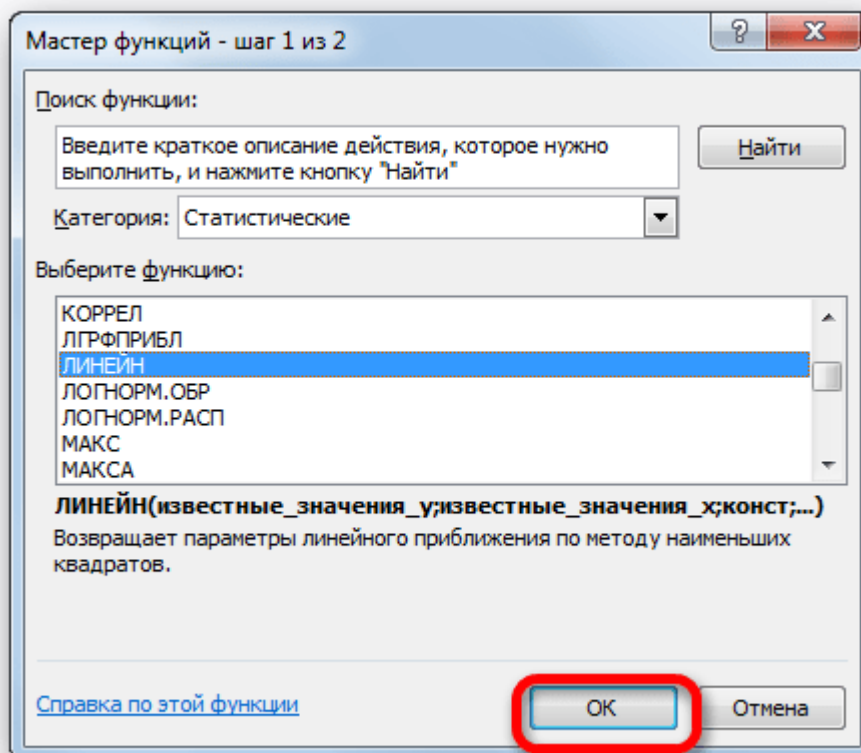 Мастер функций - шаг 1 из 2
Поиск функции:
Введите краткое описание действия, которое нужно
выполнить, и нажмите кнопку "Найти"
Найти
Категория: Статистические
Выберите функцию:
КОРРЕЛ
ЛГРФПРИБЛ
ЛИНЕЙН
ЛОГНОРМ.ОБР
ЛОГНОРМ.РАСП
МАКС
МАКСА
ЛИНЕЙН(известные_значения_y;известные_значения_x;конст;...)
Возвращает параметры линейного приближения по методу наименьших
квадратов.
Справка по этой функции
ОК
Отмена